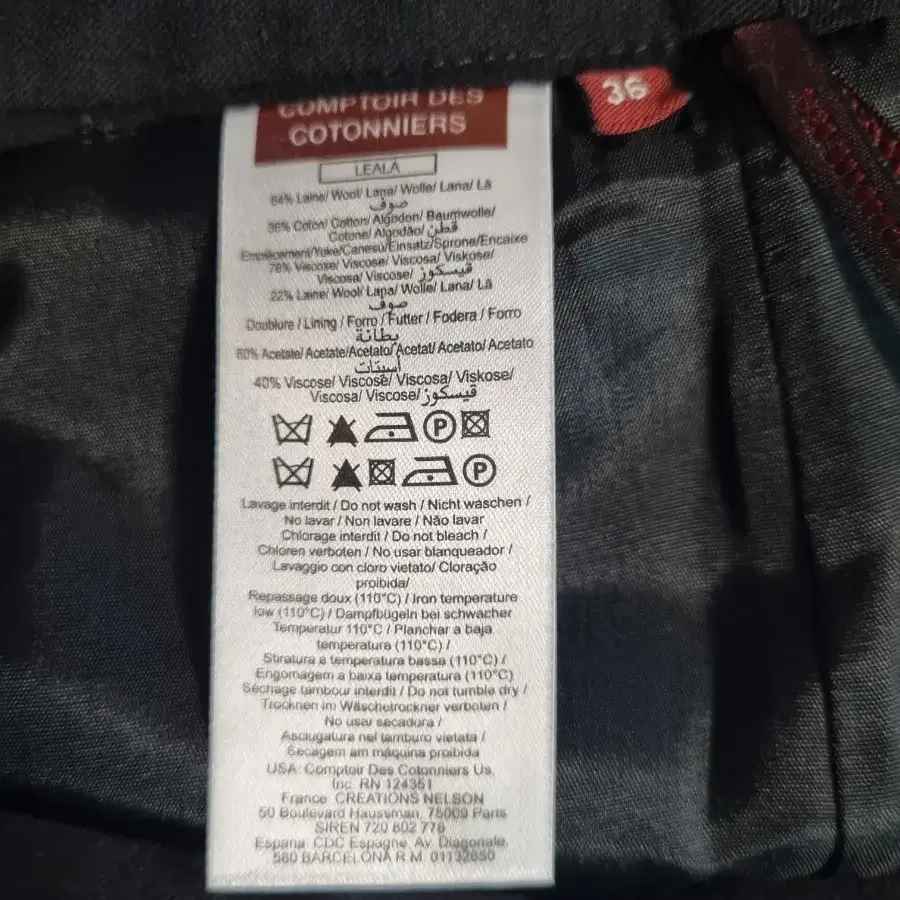 COMPTOIR DES
COTONNIERS
36
LEALA
64% Laine/ Wool/ Lana/ Wolle/ Lana/ Lã
صوف
36% Coton/ Cotton/ Algodon/ Baumwolle/
Cotone/ Algodão/ قطن
Empiècement/Yoke/Canesu/Einsatz/Sprone/Encaixe
78% Viscose/ Viscose/ Viscosa/ Viskose/
Viscosa/ Viscose/ ڤيسكوز
22% Laine/ Wool/ Lana/ Wolle/ Lana/ Lã
صوف
Doublure / Lining / Forro / Futter / Fodera / Forro
بطانة
60% Acetate/ Acetate/Acetato/ Acetat/ Acetato/ Acetato
أسيتات
40% Viscose/ Viscose/ Viscosa/ Viskose/
Viscosa/ Viscose/ ڤيسكوز
P
P
Lavage interdit / Do not wash / Nicht waschen /
No lavar / Non lavare / Não lavar
Chlorage interdit / Do not bleach /
Chloren verboten / No usar blanqueador /
Lavaggio con cloro vietato/ Cloração
proibida/
Repassage doux (110°C) / Iron temperature
low (110°C) / Dampfbügeln bei schwacher
Temperatur 110°C / Planchar a baja
temperatura (110°C) /
Stiratura a temperatura bassa (110°C) /
Engomagem a baixa temperatura (110°C)
Séchage tambour interdit / Do not tumble dry /
Trocknen im Wäschetrockner verboten /
No usar secadora /
Asciugatura nel tamburo vietata /
Secagem am máquina proibida
USA: Comptoir Des Cotonniers Us,
Inc. RN 124351
France: CREATIONS NELSON
50 Boulevard Haussman, 75009 Paris
SIREN 720 802 776
Espana: CDC Espagne, Av. Diagonale,
580 BARCELONA R.M. 01132650